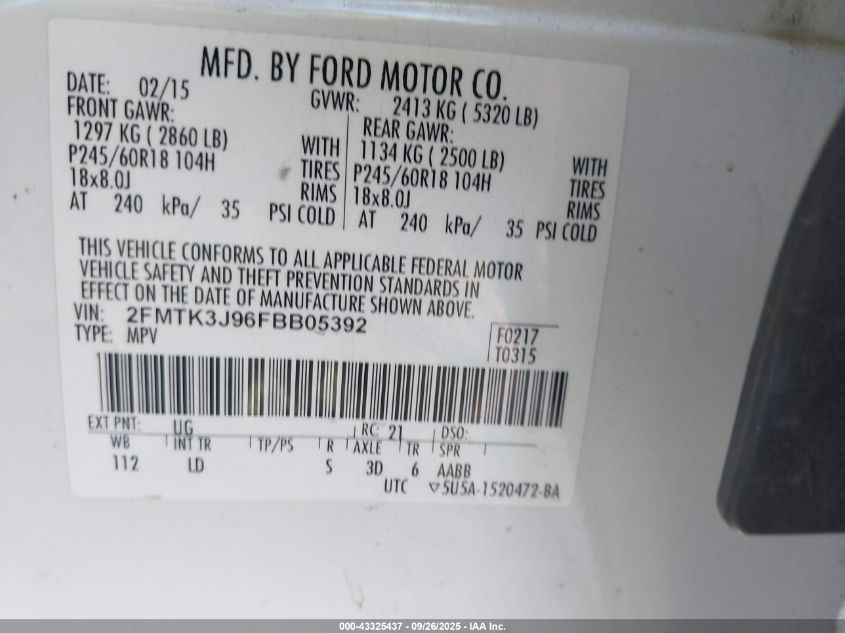 MFD. BY FORD MOTOR CO.
DATE: 02/15 GVWR: 2413 KG ( 5320 LB)
FRONT GAWR: REAR GAWR:
1297 KG ( 2860 LB) WITH 1134 KG ( 2500 LB) WITH
P245/60R18 104H TIRES P245/60R18 104H TIRES
18x8.0J RIMS 18x8.0J RIMS
AT 240 kPa/ 35 PSI COLD AT 240 kPa/ 35 PSI COLD
THIS VEHICLE CONFORMS TO ALL APPLICABLE FEDERAL MOTOR
VEHICLE SAFETY AND THEFT PREVENTION STANDARDS IN
EFFECT ON THE DATE OF MANUFACTURE SHOWN ABOVE.
VIN: 2FMTK3J96FBB05392
TYPE: MPV F0217
T0315
EXT PNT: UG RC: 21 DSO:
WB INT TR TP/PS R AXLE TR SPR
112 LD S 3D 6 AABB
UTC ▽5U5A-1520472-BA
000-43325437 - 09/26/2025 - IAA Inc.